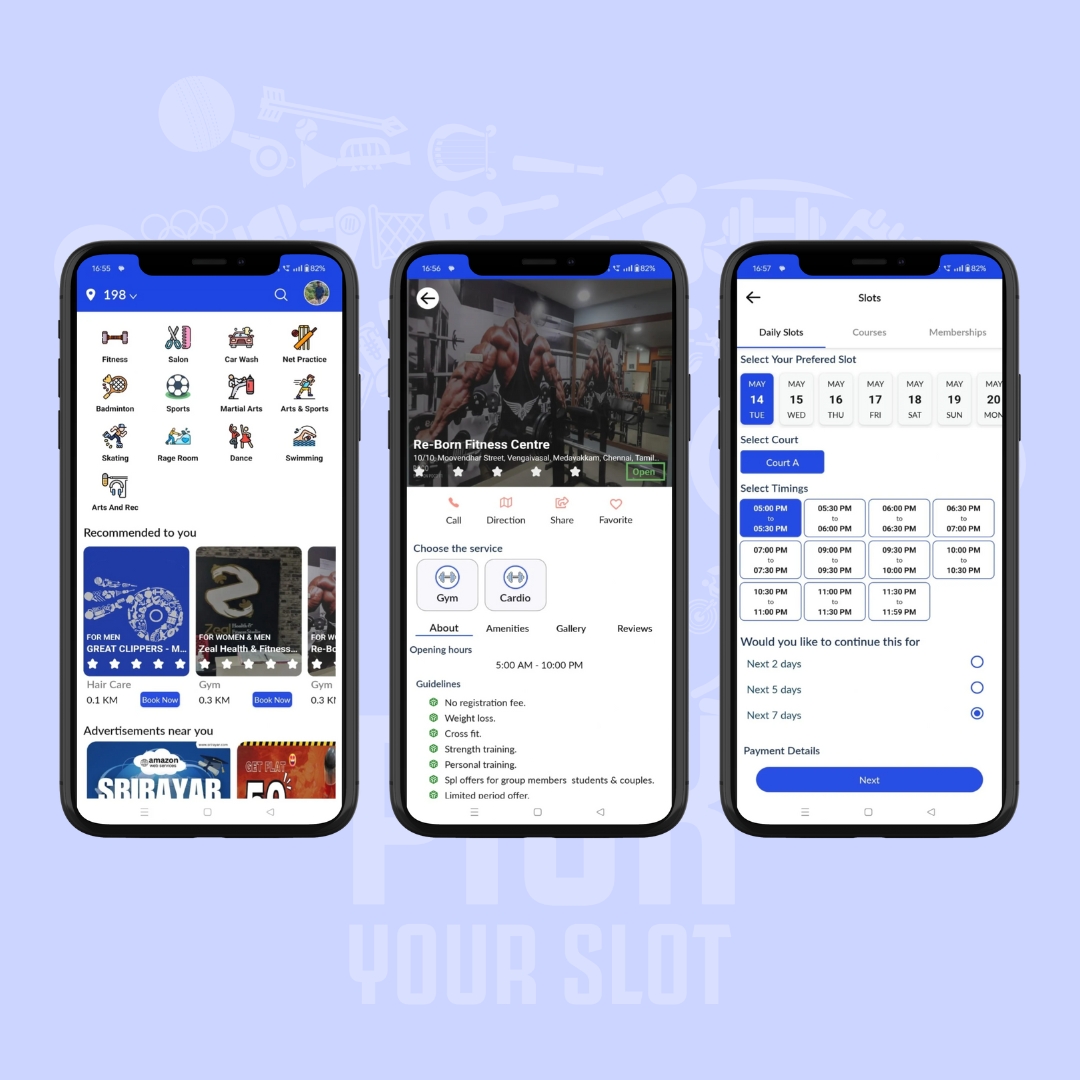 16:55
82%
198
Fitness
Salon
Car Wash
Net Practice
Badminton
Sports
Martial Arts
Arts & Sports
Skating
Rage Room
Dance
Swimming
Arts And Rec
Recommended to you
FOR MEN
GREAT CLIPPERS - M...
Hair Care
0.1 KM
Book Now
FOR WOMEN & MEN
Zeal Health & Fitness...
Gym
0.3 KM
Book Now
FOR W
Re-Bo
Gym
0.3 KI
Advertisements near you
amazon
web services
SRIRAYAR
GET FLAT
50
16:56
82%
Re-Born Fitness Centre
10/10, Moovendhar Street, Vengaivasal, Medavakkam, Chennai, Tamil...
Open
Call
Direction
Share
Favorite
Choose the service
Gym
Cardio
About
Amenities
Gallery
Reviews
Opening hours
5:00 AM - 10:00 PM
Guidelines
No registration fee.
Weight loss.
Cross fit.
Strength training.
Personal training.
Spl offers for group members students & couples.
Limited period offer.
16:57
82%
Slots
Daily Slots
Courses
Memberships
Select Your Prefered Slot
MAY
14
TUE
MAY
15
WED
MAY
16
THU
MAY
17
FRI
MAY
18
SAT
MAY
19
SUN
MAY
20
MON
Select Court
Court A
Select Timings
05:00 PM
to
05:30 PM
05:30 PM
to
06:00 PM
06:00 PM
to
06:30 PM
06:30 PM
to
07:00 PM
07:00 PM
to
07:30 PM
09:00 PM
to
09:30 PM
09:30 PM
to
10:00 PM
10:00 PM
to
10:30 PM
10:30 PM
to
11:00 PM
11:00 PM
to
11:30 PM
11:30 PM
to
11:59 PM
Would you like to continue this for
Next 2 days
Next 5 days
Next 7 days
Payment Details
Next
YOUR SLOT